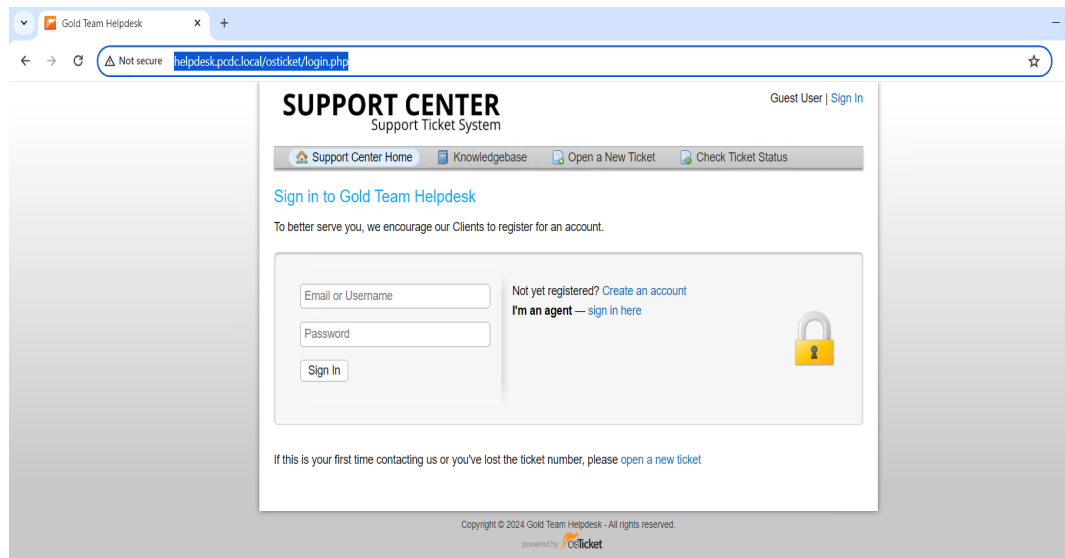 Gold Team Helpdesk
Not secure helpdesk.pcdc.local/osticket/login.php
SUPPORT CENTER
Support Ticket System
Guest User | Sign In
Support Center Home Knowledgebase Open a New Ticket Check Ticket Status
Sign in to Gold Team Helpdesk
To better serve you, we encourage our Clients to register for an account.
Email or Username
Password
Sign In
Not yet registered? Create an account
I'm an agent — sign in here
If this is your first time contacting us or you've lost the ticket number, please open a new ticket
Copyright © 2024 Gold Team Helpdesk - All rights reserved.
powered by osTicket